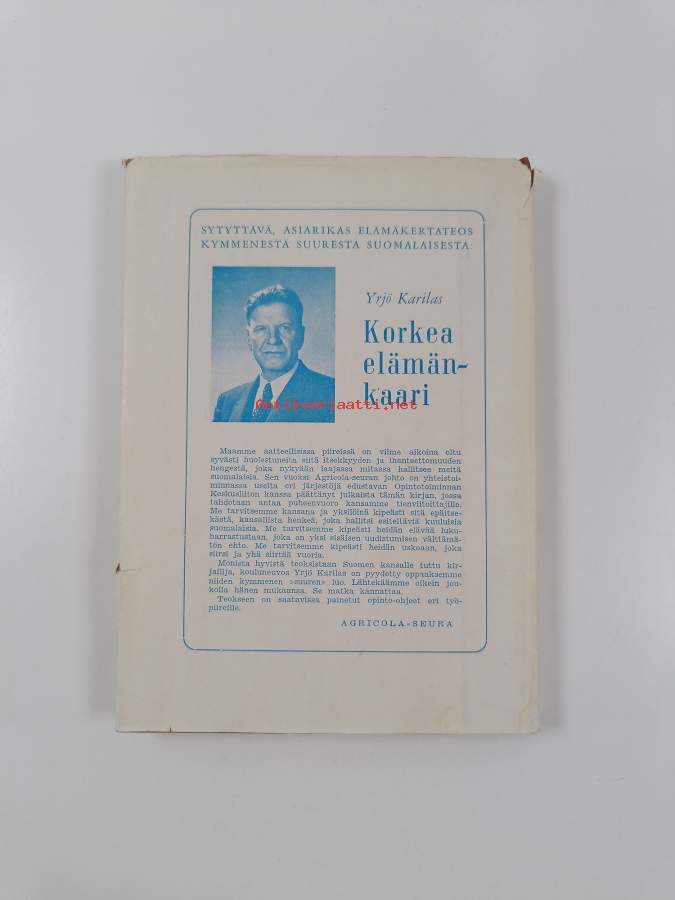 SYTYTTÄVÄ, ASIARIKAS ELÄMÄKERTATEOS
KYMMENESTÄ SUURESTA SUOMALAISESTA:
Yrjö Karilas
Korkea
elämän-
kaari
Antikvariaatti.net
Maamme aatteellisissa piireissä on viime aikoina oltu
syvästi huolestuneita siitä itsekkyyden ja ihanteettomuuden
hengestä, joka nykyään laajassa mitassa hallitsee meitä
suomalaisia. Sen vuoksi Agricola-seuran johto on yhteistoi-
minnassa useita eri järjestöjä edustavan Opintotoiminnan
Keskusliiton kanssa päättänyt julkaista tämän kirjan, jossa
tahdotaan antaa puheenvuoro kansamme tienviitoittajille.
Me tarvitsemme kansana ja yksilöinä kipeästi sitä epäitse-
kästä, kansallista henkeä, joka hallitsi esiteltäviä kuuluisia
suomalaisia. Me tarvitsemme kipeästi heidän elävää luku-
harrastustaan, joka on yksi sisäisen uudistumisen välttämä-
tön ehto. Me tarvitsemme kipeästi heidän uskoaan, joka
siirsi ja yhä siirtää vuoria.
Monista hyvistä teoksistaan Suomen kansalle tuttu kir-
jailija, kouluneuvos Yrjö Karilas on pyydetty oppaaksemme
niiden kymmenen »suuren» luo. Lähtekäämme oikein jou-
kolla hänen mukaansa. Se matka kannattaa.
Teokseen on saatavissa painetut opinto-ohjeet eri työ-
piireille.
AGRICOLA-SEURA